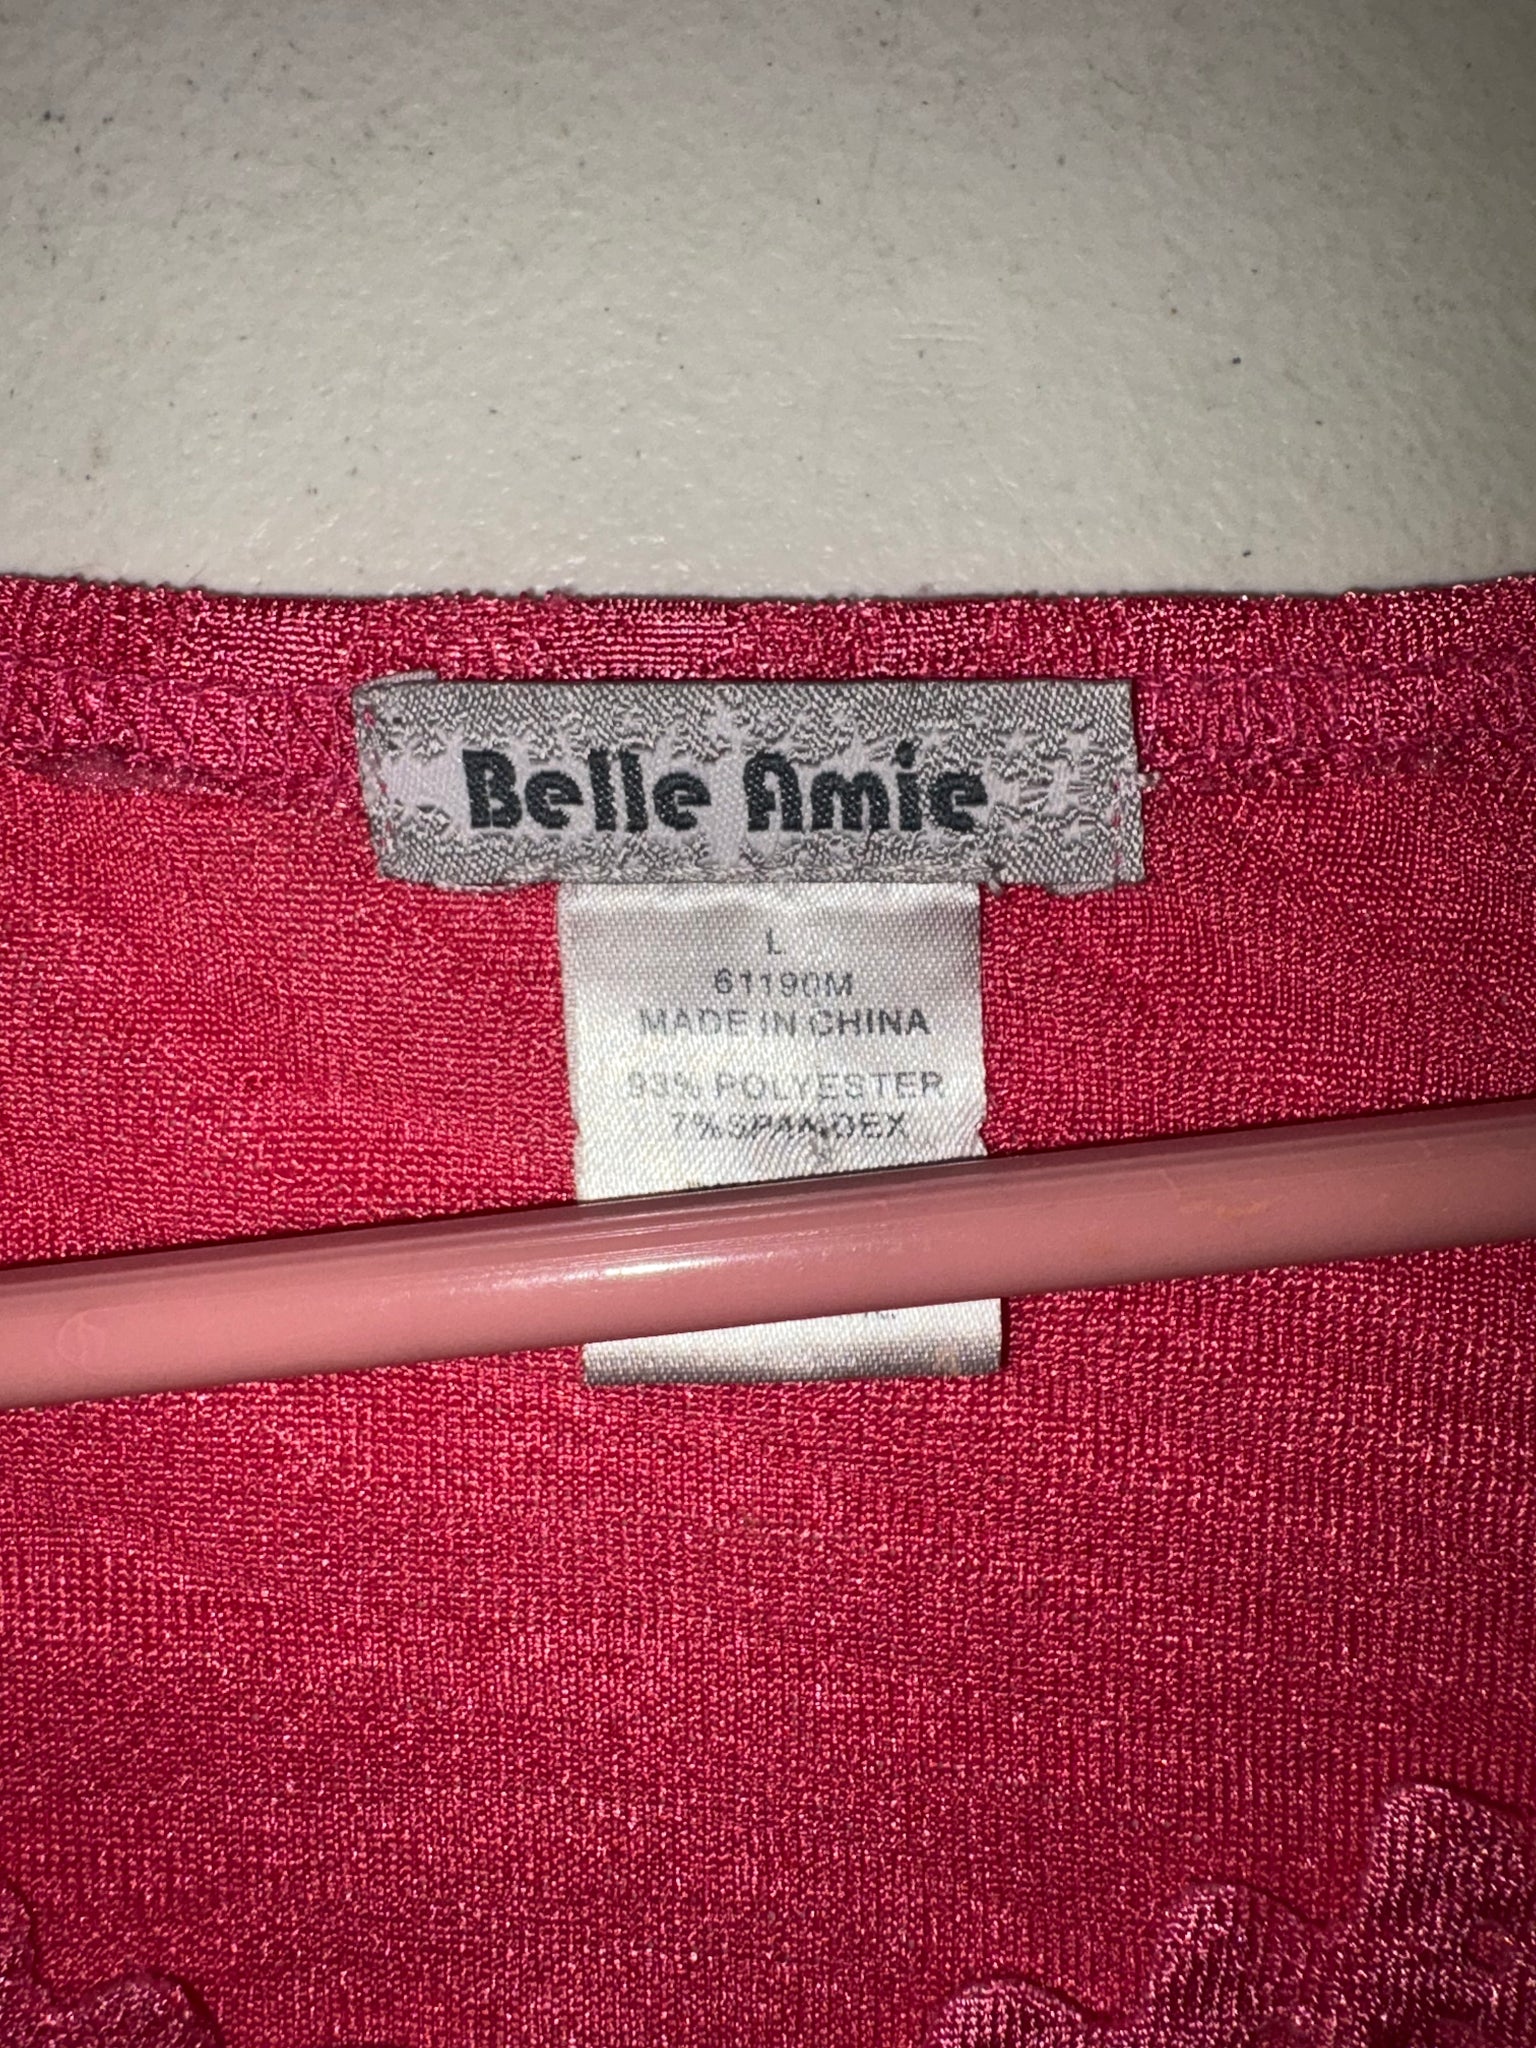 Belle Amie
L
61190M
MADE IN CHINA
93% POLYESTER
7% SPANDEX